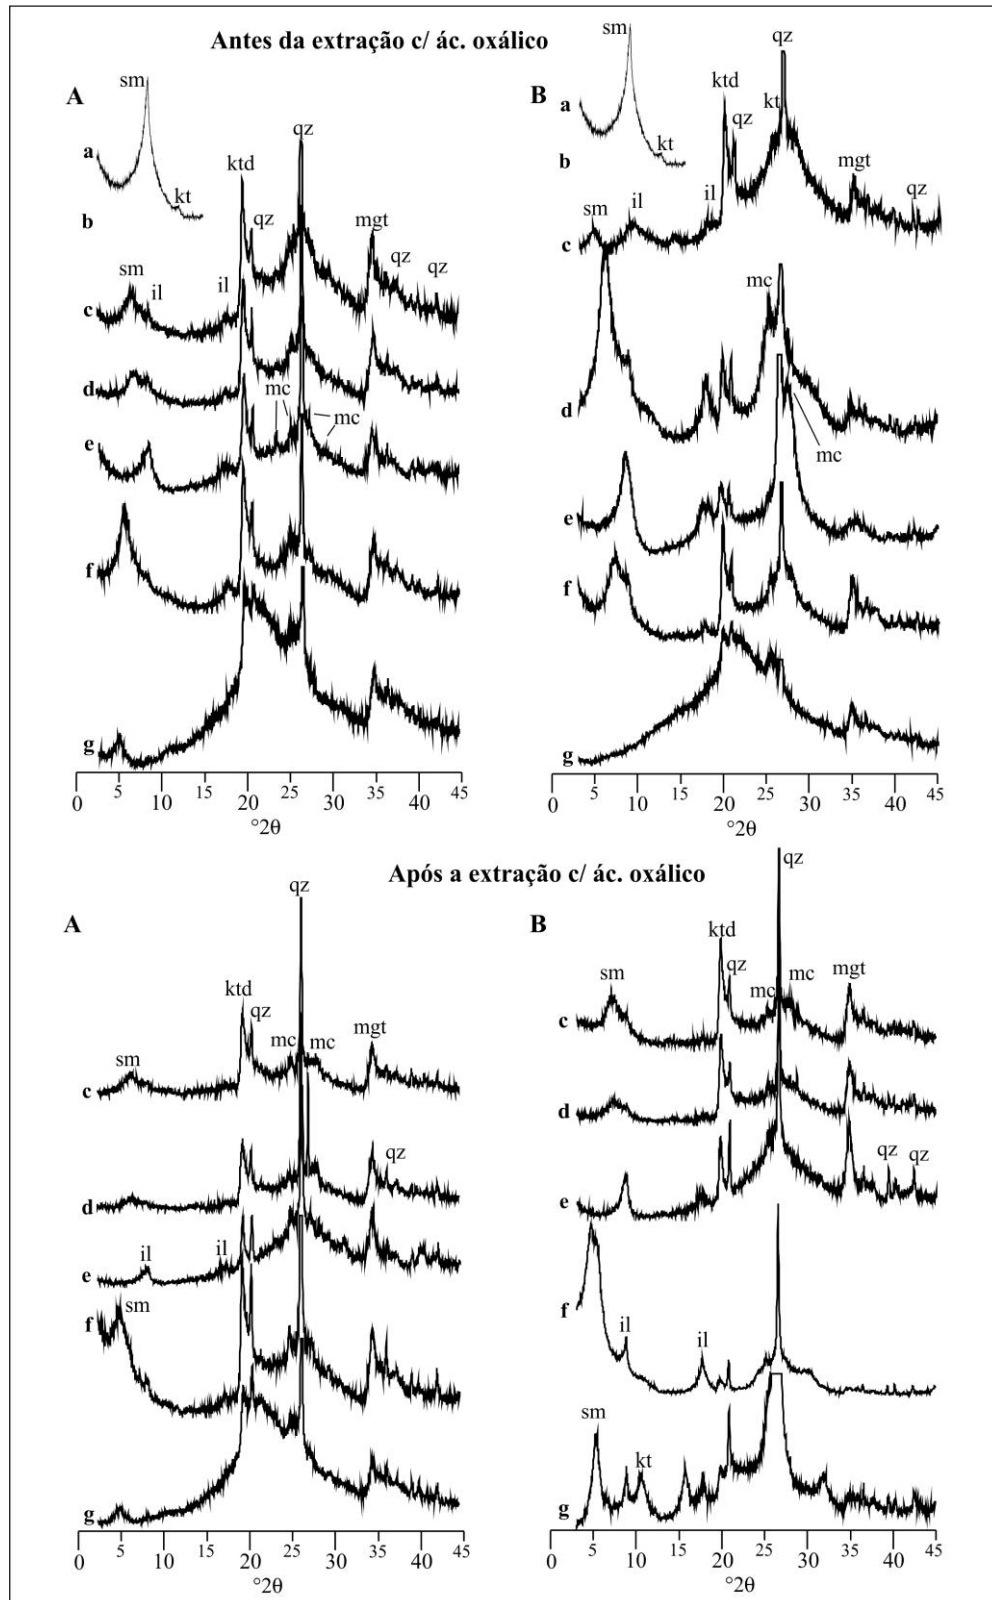 Antes da extração c/ ác. oxálico
A
sm
a
kt
b
ktd
qz
qz
mgt
qz
qz
sm
il
il
c
d
mc
mc
e
f
g
0 5 10 15 20 25 30 35 40 45
°2θ
B
sm
a
kt
b
qz
ktd
qz
kt
mgt
qz
sm
il
il
c
mc
d
mc
e
f
g
0 5 10 15 20 25 30 35 40 45
°2θ
Após a extração c/ ác. oxálico
A
qz
ktd
qz
mc
mc
mgt
sm
c
qz
d
il
il
e
sm
f
g
0 5 10 15 20 25 30 35 40 45
°2θ
B
qz
ktd
qz
mc
mc
mgt
sm
c
d
qz
qz
e
f
il
il
sm
kt
g
0 5 10 15 20 25 30 35 40 45
°2θ